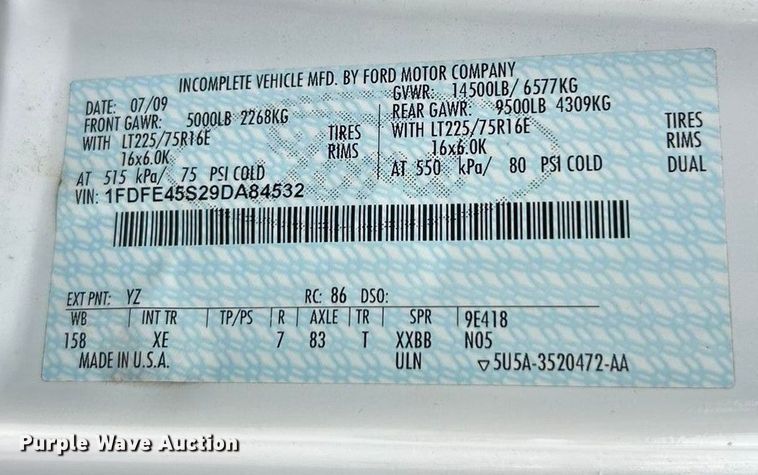 INCOMPLETE VEHICLE MFD. BY FORD MOTOR COMPANY
DATE: 07/09
GVWR: 14500LB/ 6577KG
FRONT GAWR: 5000LB 2268KG
REAR GAWR: 9500LB 4309KG
WITH LT225/75R16E TIRES
WITH LT225/75R16E TIRES
16x6.0K RIMS
16x6.0K RIMS
AT 515 kPa/ 75 PSI COLD
AT 550 kPa/ 80 PSI COLD DUAL
VIN: 1FDFE45S29DA84532
EXT PNT: YZ RC: 86 DSO:
WB INT TR TP/PS R AXLE TR SPR 9E418
158 XE 7 83 T XXBB N05
MADE IN U.S.A. ULN ▽5U5A-3520472-AA
Purple Wave Auction